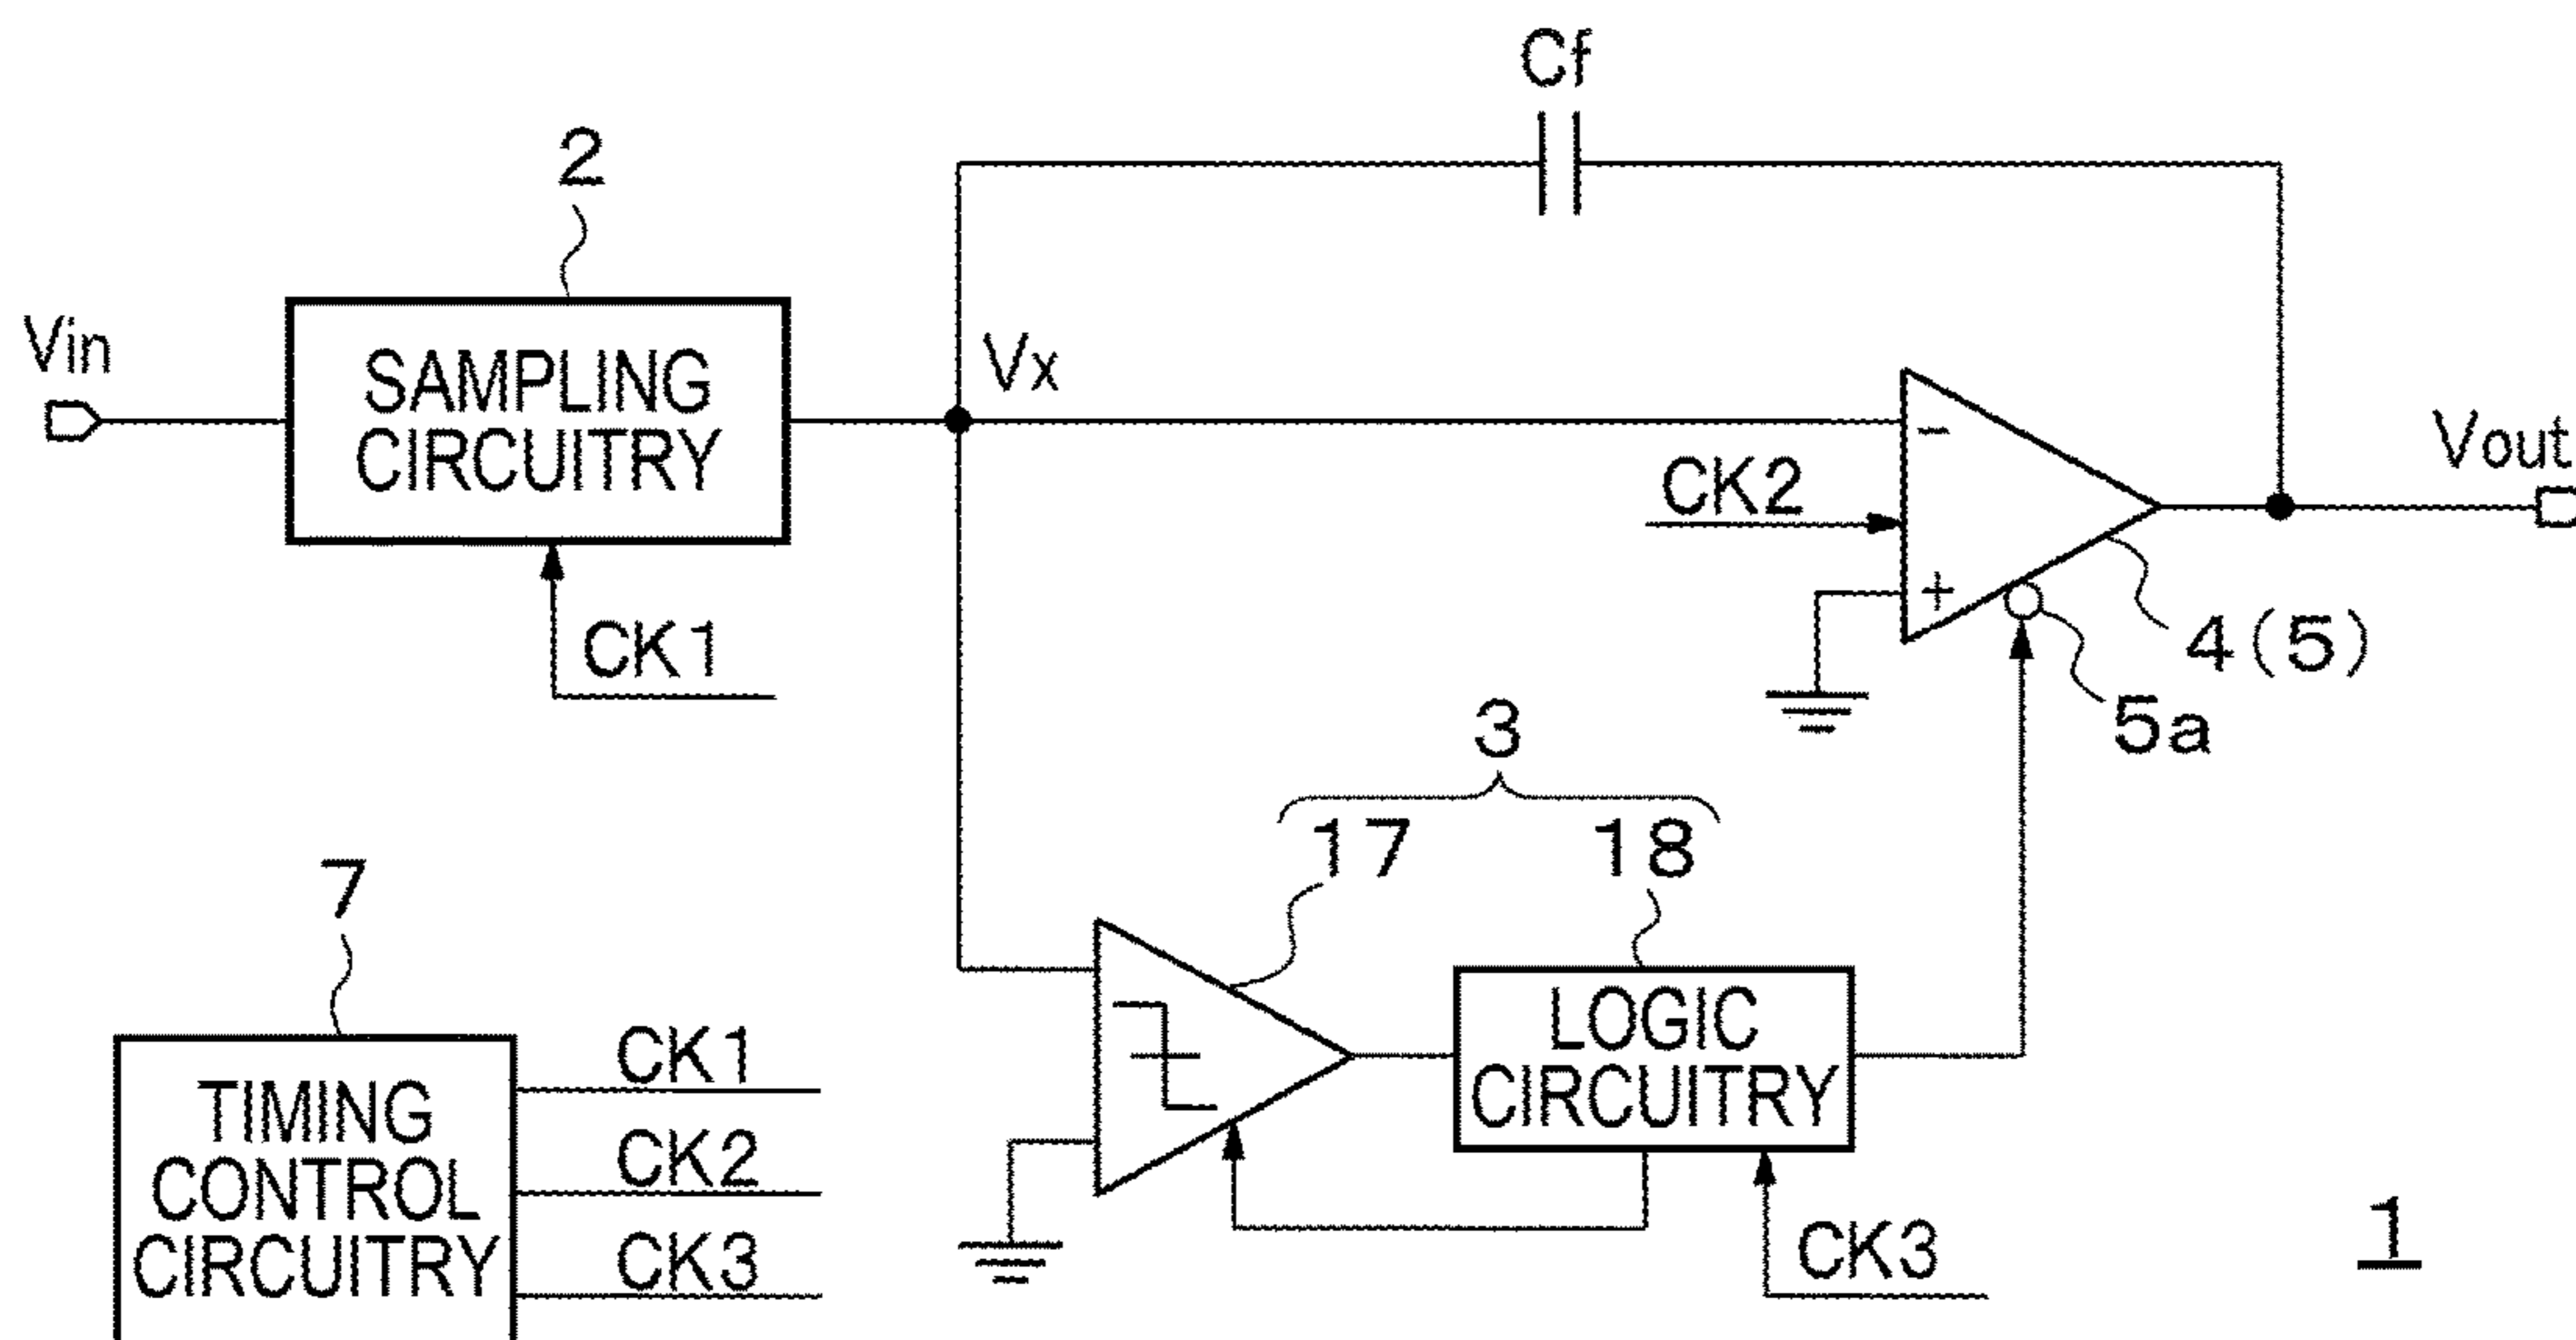 Cf
2
Vin
SAMPLING
CIRCUITRY
Vx
CK1
CK2
−
+
Vout
4(5)
5a
3
17
18
LOGIC
CIRCUITRY
CK3
7
TIMING
CONTROL
CIRCUITRY
CK1
CK2
CK3
1